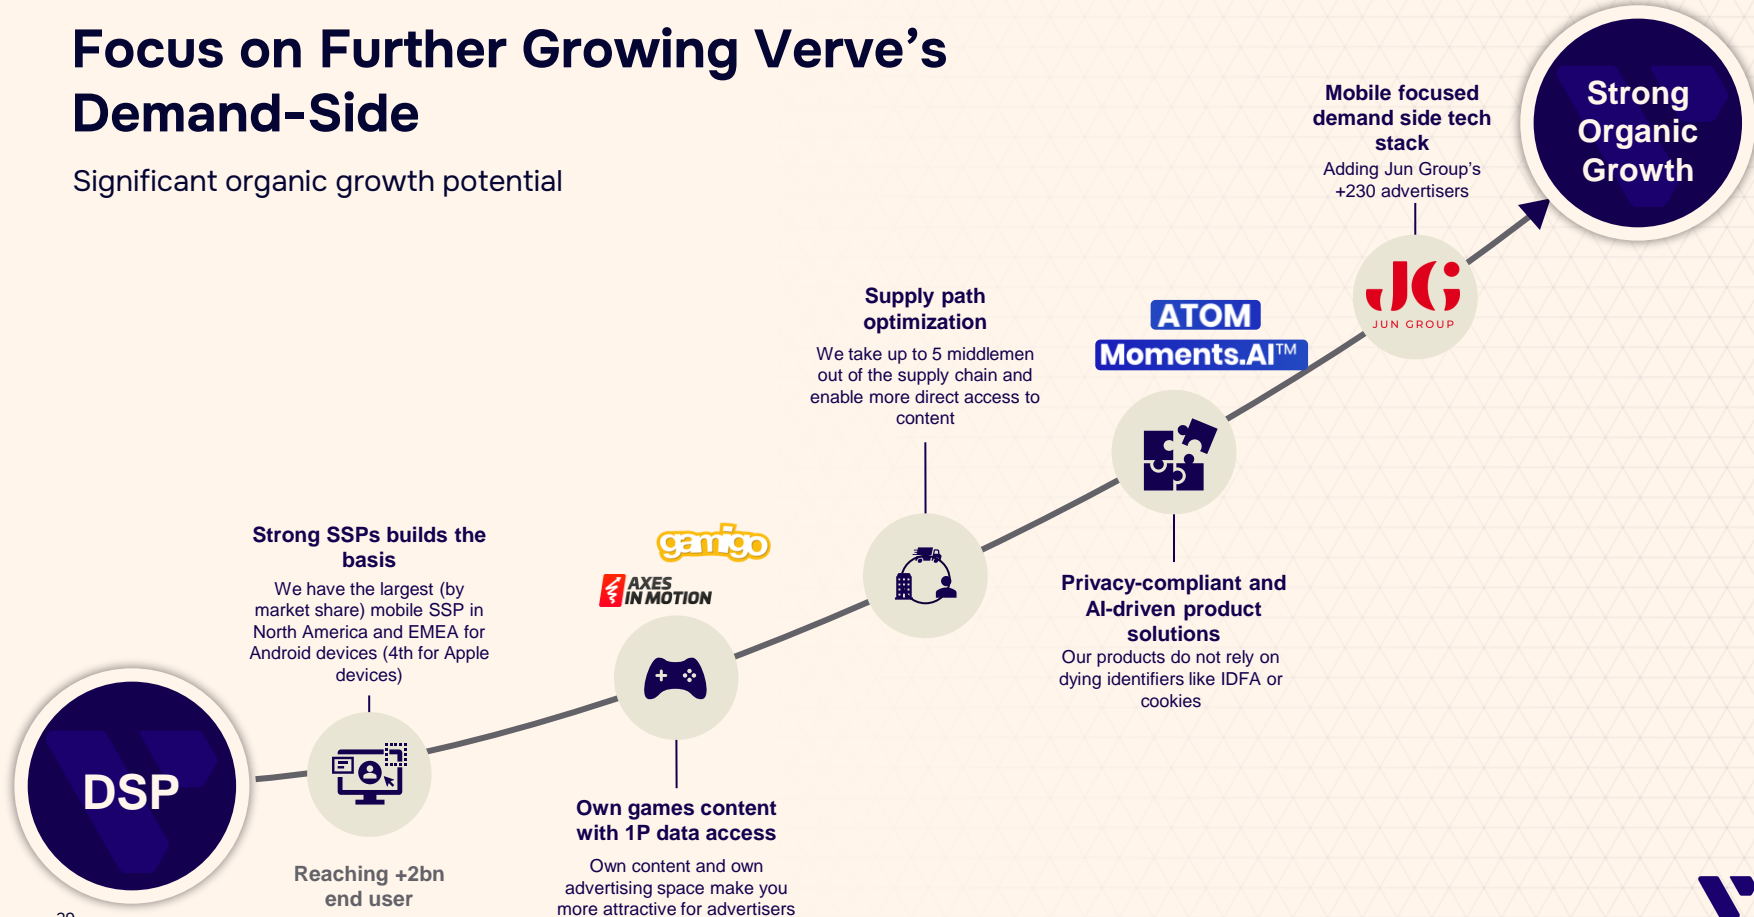 Focus on Further Growing Verve's
Demand-Side
Significant organic growth potential
DSP
Strong SSPs builds the
basis
We have the largest (by
market share) mobile SSP in
North America and EMEA for
Android devices (4th for Apple
devices)
Reaching +2bn
end user
gamigo
AXES
IN MOTION
Own games content
with 1P data access
Own content and own
advertising space make you
more attractive for advertisers
Supply path
optimization
We take up to 5 middlemen
out of the supply chain and
enable more direct access to
content
ATOM
Moments.AI™
Privacy-compliant and
AI-driven product
solutions
Our products do not rely on
dying identifiers like IDFA or
cookies
Mobile focused
demand side tech
stack
Adding Jun Group's
+230 advertisers
JG
JUN GROUP
Strong
Organic
Growth